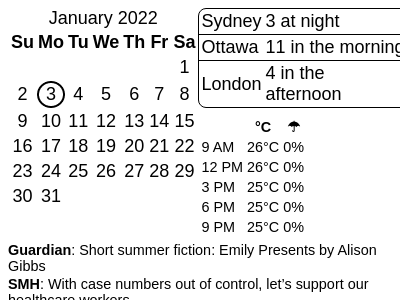 January 2022
Su Mo Tu We Th Fr Sa
1
2 3 4 5 6 7 8
9 10 11 12 13 14 15
16 17 18 19 20 21 22
23 24 25 26 27 28 29
30 31
Sydney 3 at night
Ottawa 11 in the morning
London 4 in the
afternoon
°C ☂
9 AM 26°C 0%
12 PM 26°C 0%
3 PM 25°C 0%
6 PM 25°C 0%
9 PM 25°C 0%
Guardian: Short summer fiction: Emily Presents by Alison
Gibbs
SMH: With case numbers out of control, let's support our
healthcare workers